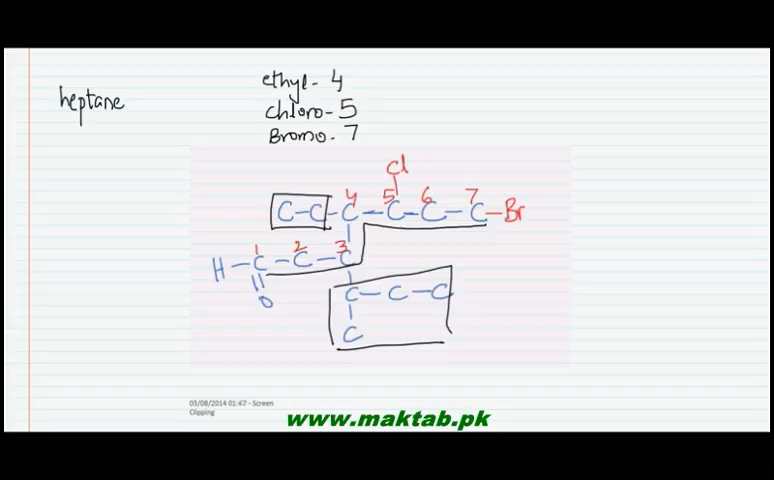 heptane
ethyl - 4
chloro - 5
Bromo - 7
Cl
4 5 6 7
C-C-C-C-C-C-Br
1 2 3
H-C-C-C
O
C-C-C
C
03/08/2014 01:47 - Screen
Clipping
www.maktab.pk